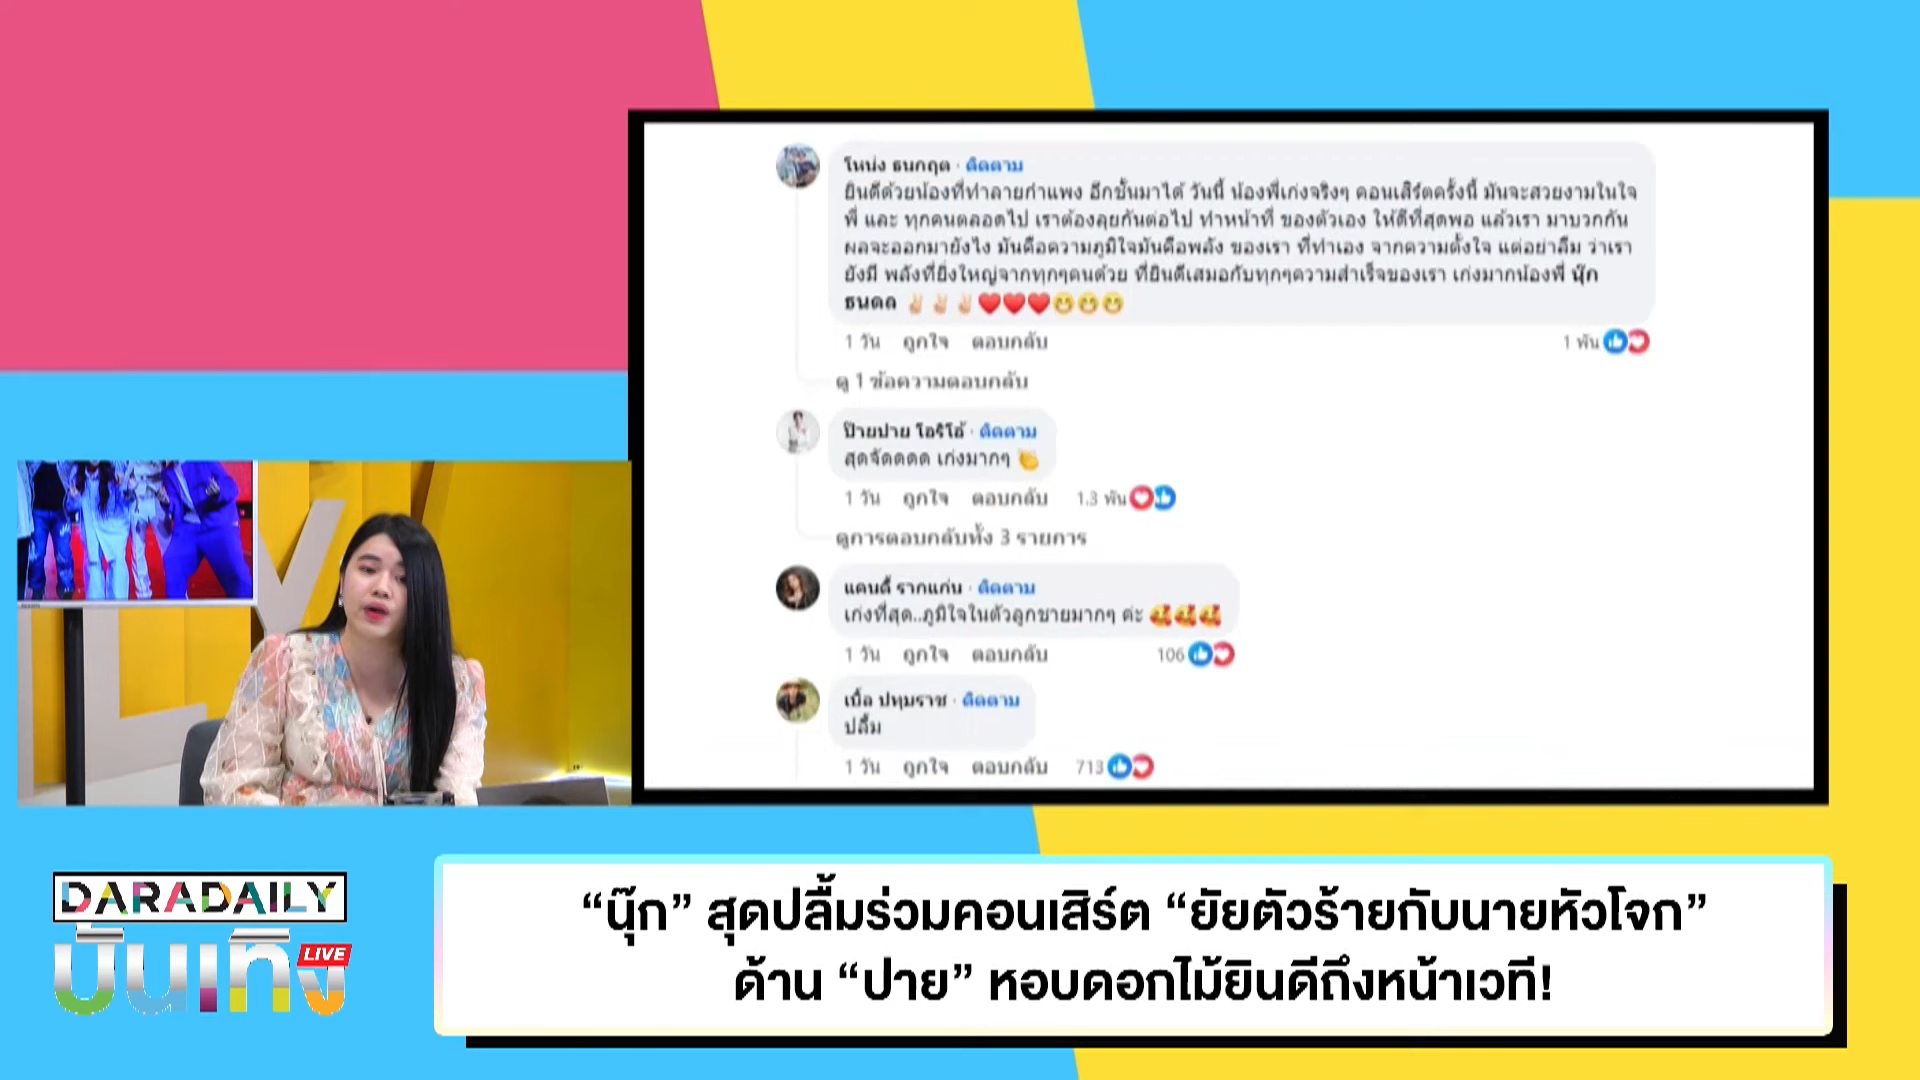 โหน่ง ธนกฤต · ติดตาม
ยินดีด้วยน้องที่ทำลายกำแพง อีกชั้นมาได้ วันนี้ น้องพี่เก่งจริงๆ คอนเสิร์ตครั้งนี้ มันจะสวยงามในใจ
พี่ และ ทุกคนตลอดไป เราต้องลุยกันต่อไป ทำหน้าที่ ของตัวเอง ให้ดีที่สุดพอ แล้วเรา มาบวกกัน
ผลจะออกมายังไง มันคือความภูมิใจมันคือพลัง ของเรา ที่ทำเอง จากความตั้งใจ แต่อย่าลืม ว่าเรา
ยังมี พลังที่ยิ่งใหญ่จากทุกๆคนด้วย ที่ยินดีเสมอกับทุกๆความสำเร็จของเรา เก่งมากน้องพี่ นุ๊ก
ธนดล ✌🏻✌🏻✌🏻❤️❤️❤️😁😁😁
1 วัน ถูกใจ ตอบกลับ 1 พัน
ดู 1 ข้อความตอบกลับ
ป๊ายปาย โอริโอ้ · ติดตาม
สุดจัดดดด เก่งมากๆ 👏
1 วัน ถูกใจ ตอบกลับ 1.3 พัน
ดูการตอบกลับทั้ง 3 รายการ
แคนดี้ รากแก่น · ติดตาม
เก่งที่สุด..ภูมิใจในตัวลูกชายมากๆ ค่ะ 🥰🥰🥰
1 วัน ถูกใจ ตอบกลับ 106
เบิ้ล ปทุมราช · ติดตาม
ปลื้ม
1 วัน ถูกใจ ตอบกลับ 713
DARADAILY
บันเทิง LIVE
“นุ๊ก” สุดปลื้มร่วมคอนเสิร์ต “ยัยตัวร้ายกับนายหัวโจก”
ด้าน “ปาย” หอบดอกไม้ยินดีถึงหน้าเวที!